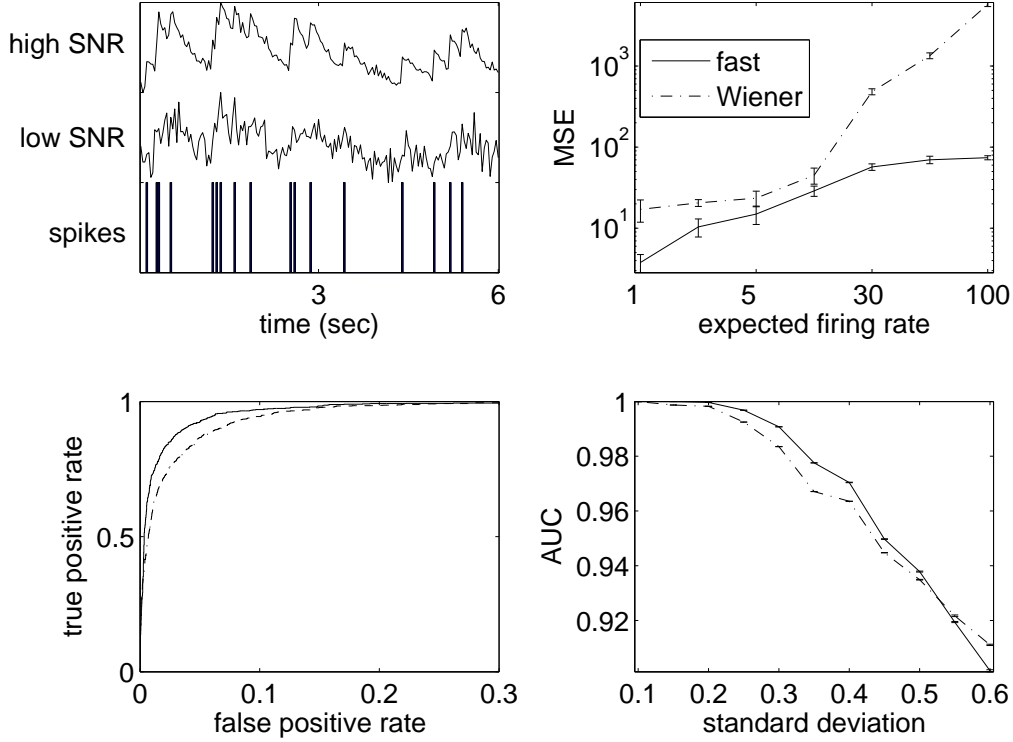 high SNR
low SNR
spikes
3
6
time (sec)
10³
10²
10¹
MSE
fast
Wiener
1
5
30
100
expected firing rate
1
0.5
0
true positive rate
0
0.1
0.2
0.3
false positive rate
1
0.98
0.96
0.94
0.92
AUC
0.1
0.2
0.3
0.4
0.5
0.6
standard deviation